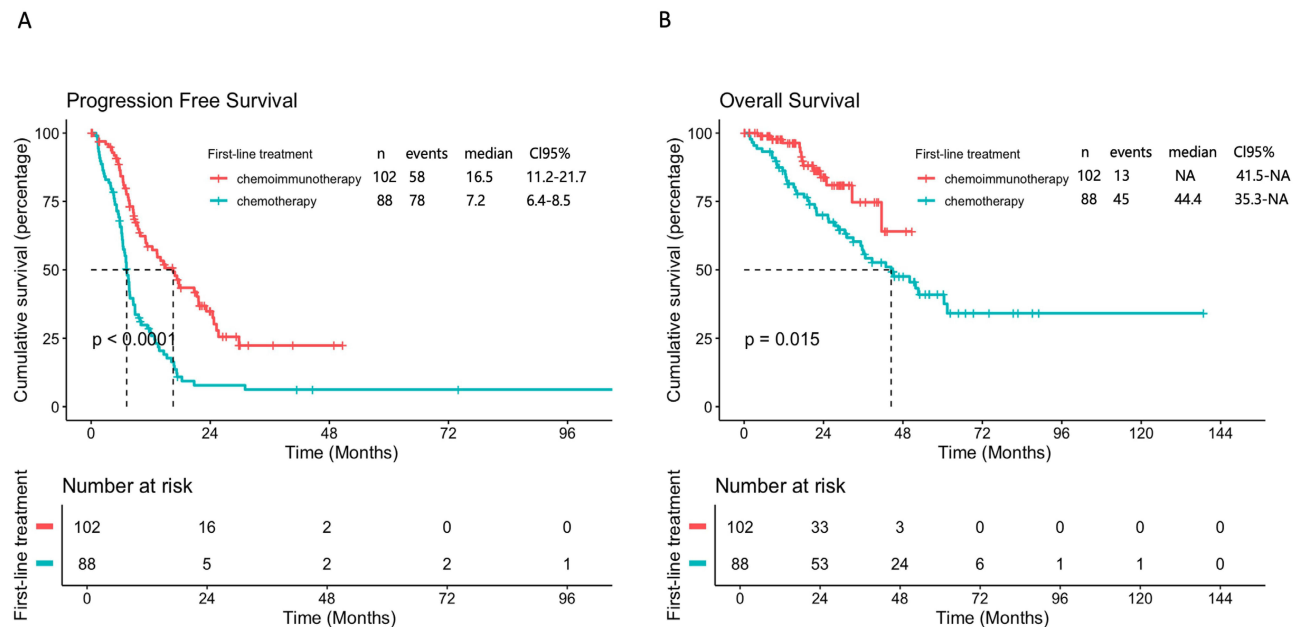 A
B
Progression Free Survival
First-line treatment n events median CI95%
chemoimmunotherapy 102 58 16.5 11.2-21.7
chemotherapy 88 78 7.2 6.4-8.5
Cumulative survival (percentage)
100
75
50
25
0
p < 0.0001
0 24 48 72 96
Time (Months)
Number at risk
First-line treatment
102 16 2 0 0
88 5 2 2 1
0 24 48 72 96
Time (Months)
Overall Survival
First-line treatment n events median CI95%
chemoimmunotherapy 102 13 NA 41.5-NA
chemotherapy 88 45 44.4 35.3-NA
Cumulative survival (percentage)
100
75
50
25
0
p = 0.015
0 24 48 72 96 120 144
Time (Months)
Number at risk
First-line treatment
102 33 3 0 0 0 0
88 53 24 6 1 1 0
0 24 48 72 96 120 144
Time (Months)